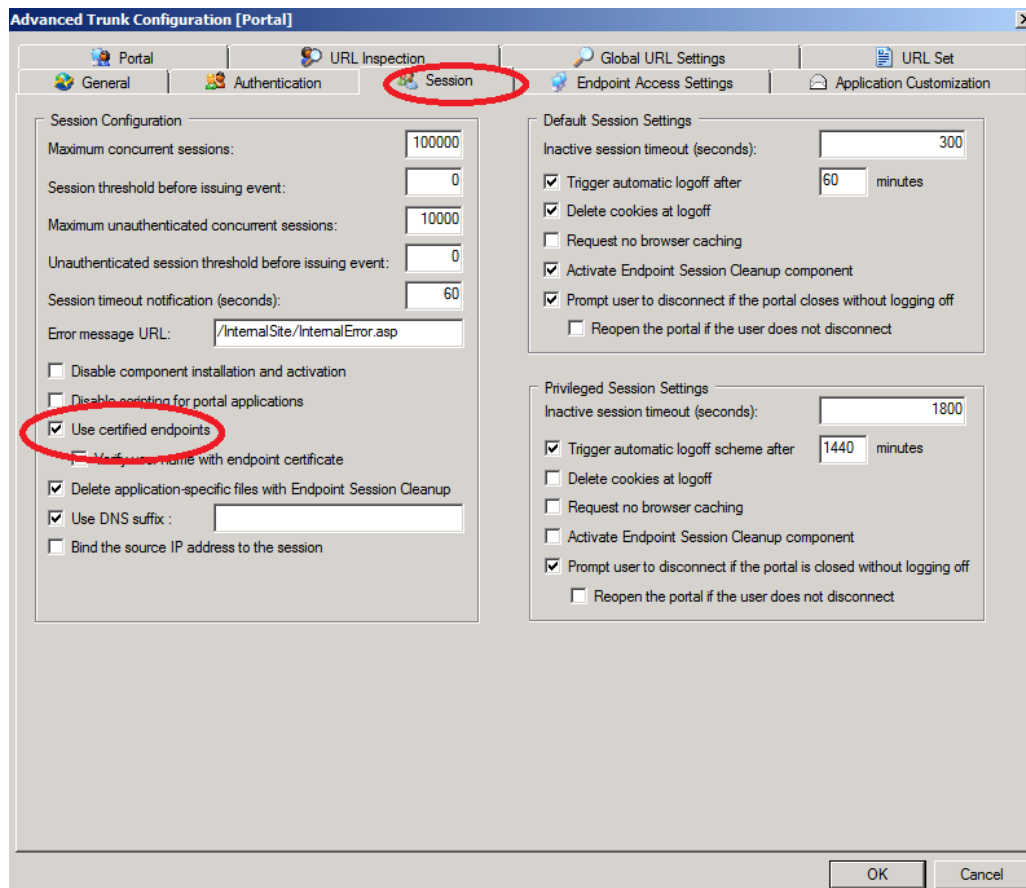 Advanced Trunk Configuration [Portal]
Portal
URL Inspection
Global URL Settings
URL Set
General
Authentication
Session
Endpoint Access Settings
Application Customization
Session Configuration
Maximum concurrent sessions: 100000
Session threshold before issuing event: 0
Maximum unauthenticated concurrent sessions: 10000
Unauthenticated session threshold before issuing event: 0
Session timeout notification (seconds): 60
Error message URL: /InternalSite/InternalError.asp
Disable component installation and activation
Disable scripting for portal applications
Use certified endpoints
Verify user name with endpoint certificate
Delete application-specific files with Endpoint Session Cleanup
Use DNS suffix :
Bind the source IP address to the session
Default Session Settings
Inactive session timeout (seconds): 300
Trigger automatic logoff after 60 minutes
Delete cookies at logoff
Request no browser caching
Activate Endpoint Session Cleanup component
Prompt user to disconnect if the portal closes without logging off
Reopen the portal if the user does not disconnect
Privileged Session Settings
Inactive session timeout (seconds): 1800
Trigger automatic logoff scheme after 1440 minutes
Delete cookies at logoff
Request no browser caching
Activate Endpoint Session Cleanup component
Prompt user to disconnect if the portal is closed without logging off
Reopen the portal if the user does not disconnect
OK
Cancel